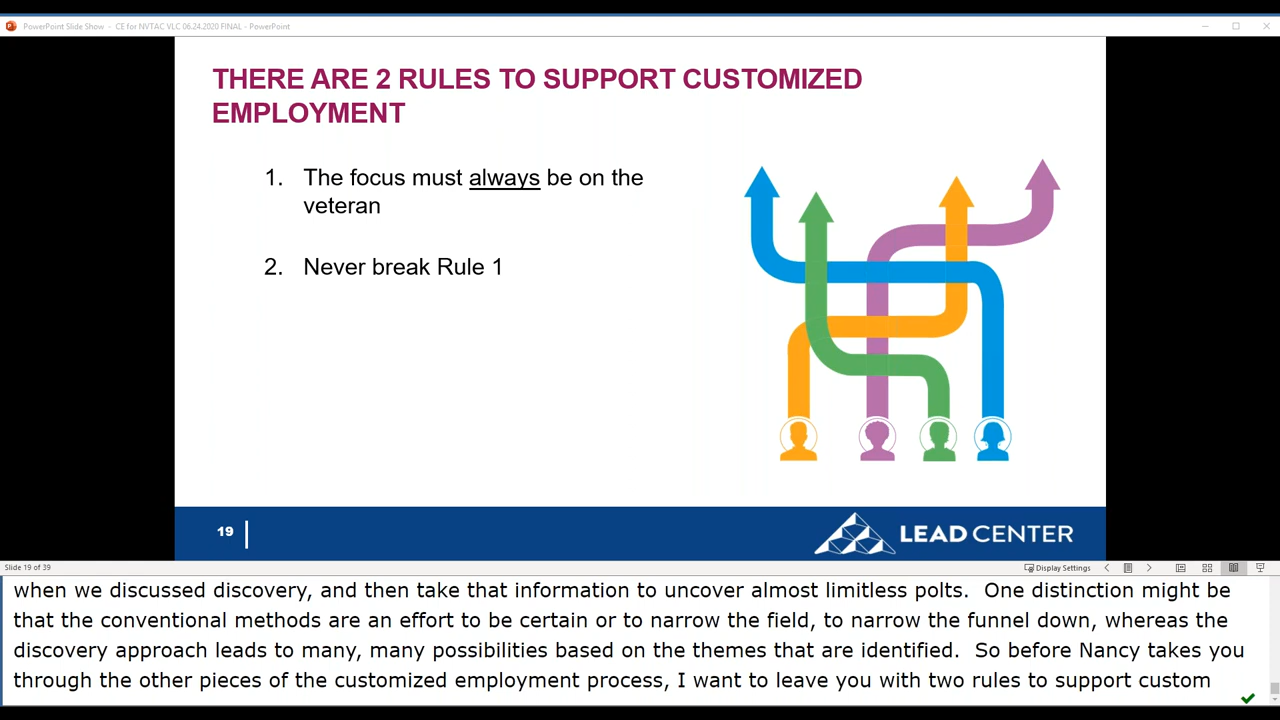 PowerPoint Slide Show - CE for NVTAC VLC 06.24.2020 FINAL - PowerPoint
THERE ARE 2 RULES TO SUPPORT CUSTOMIZED
EMPLOYMENT
1. The focus must always be on the
veteran
2. Never break Rule 1
19
LEAD CENTER
Slide 19 of 39
Display Settings
when we discussed discovery, and then take that information to uncover almost limitless polts.  One distinction might be
that the conventional methods are an effort to be certain or to narrow the field, to narrow the funnel down, whereas the
discovery approach leads to many, many possibilities based on the themes that are identified.  So before Nancy takes you
through the other pieces of the customized employment process, I want to leave you with two rules to support custom